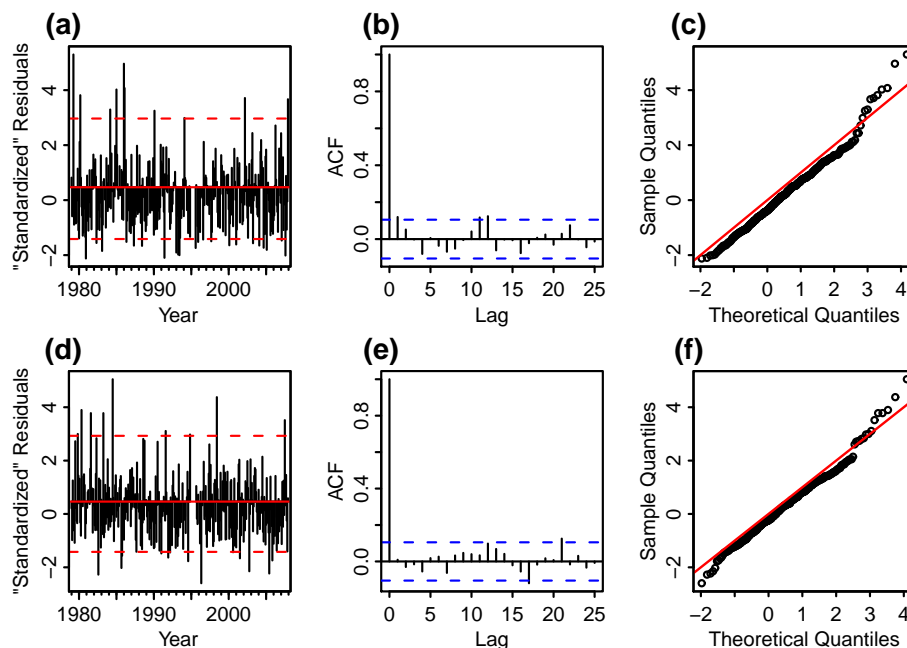 (a)
"Standardized" Residuals
4
2
0
−2
1980 1990 2000
Year
(b)
ACF
0.8
0.4
0.0
0 5 10 15 20 25
Lag
(c)
Sample Quantiles
4
2
0
−2
−2 0 1 2 3 4
Theoretical Quantiles
(d)
"Standardized" Residuals
4
2
0
−2
1980 1990 2000
Year
(e)
ACF
0.8
0.4
0.0
0 5 10 15 20 25
Lag
(f)
Sample Quantiles
4
2
0
−2
−2 0 1 2 3 4
Theoretical Quantiles